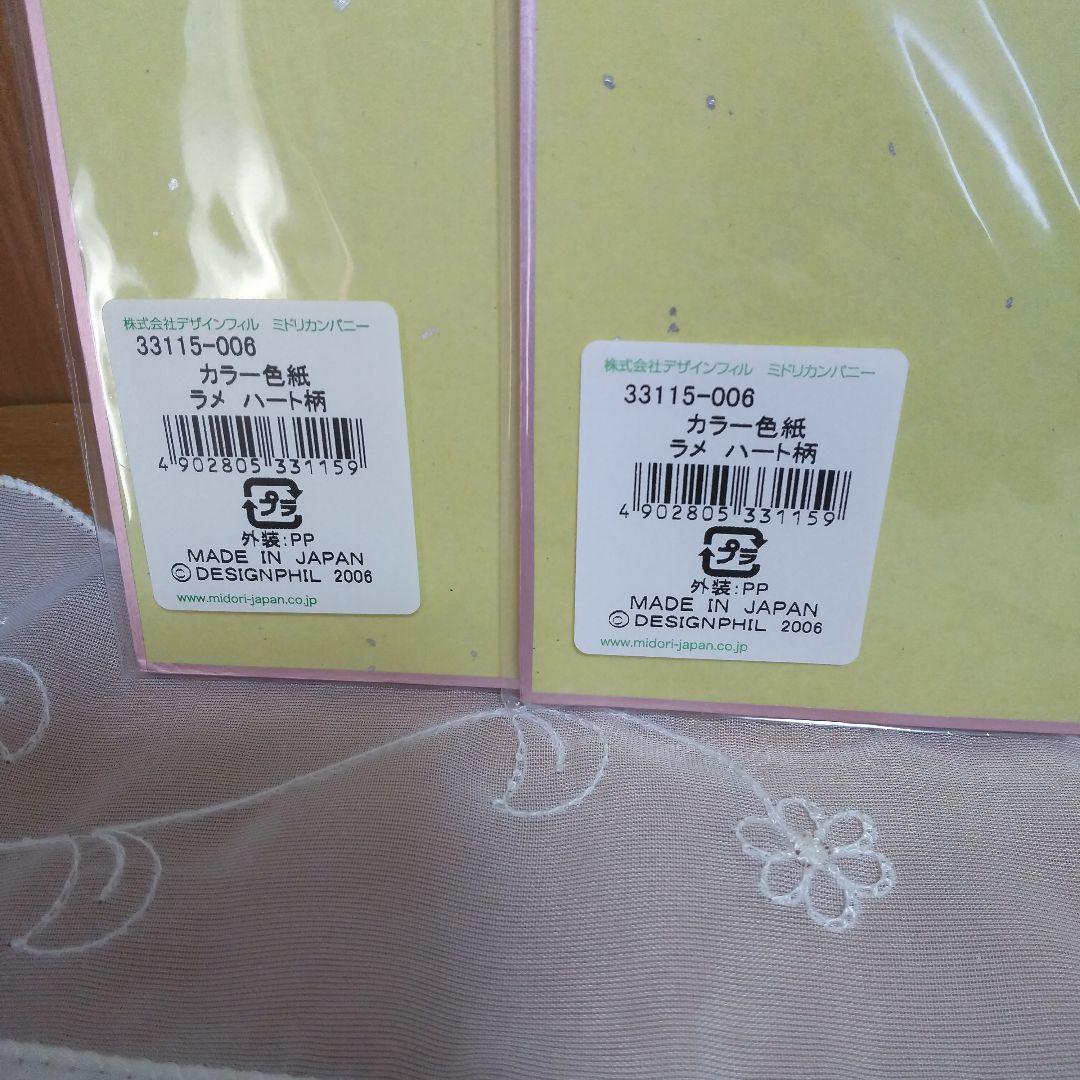 株式会社デザインフィル　ミドリカンパニー
33115-006
カラー色紙
ラメ　ハート柄
4 902805 331159
プラ
外装:PP
MADE IN JAPAN
©DESIGNPHIL 2006
www.midori-japan.co.jp
株式会社デザインフィル　ミドリカンパニー
33115-006
カラー色紙
ラメ　ハート柄
4 902805 331159
プラ
外装:PP
MADE IN JAPAN
©DESIGNPHIL 2006
www.midori-japan.co.jp